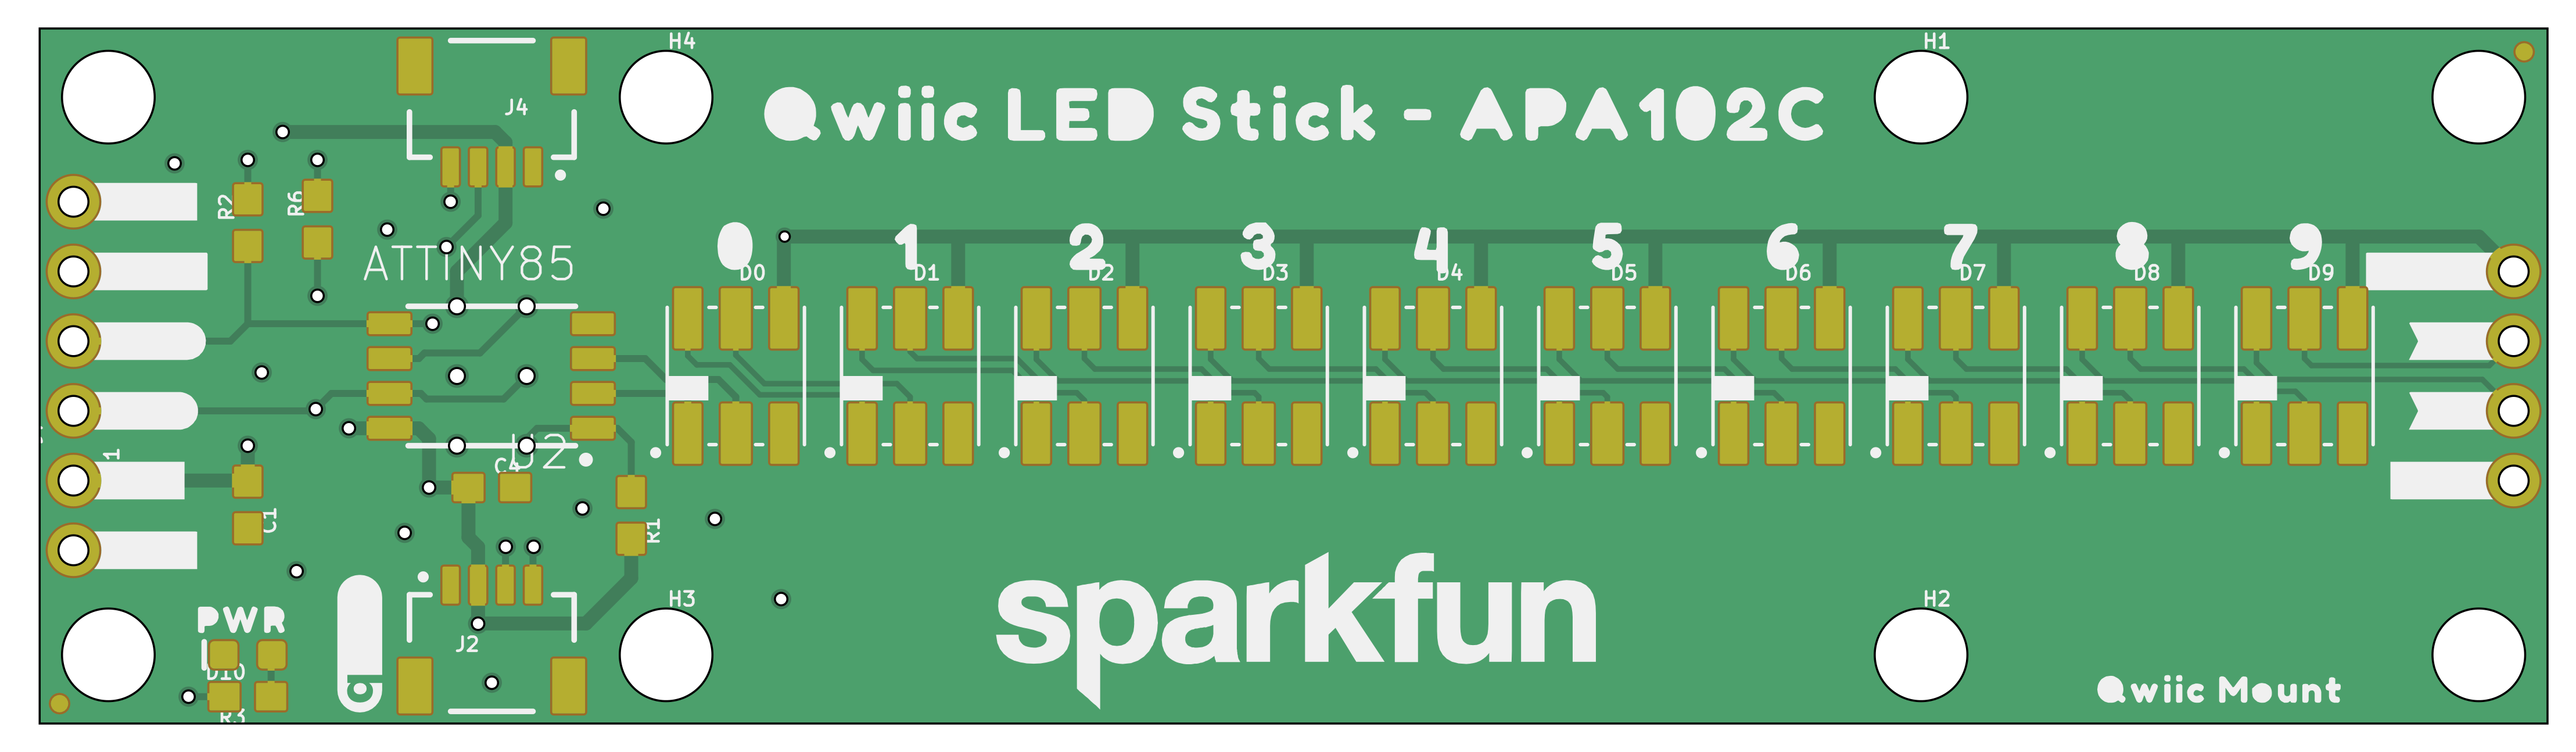 H4
H1
J4
Qwiic LED Stick - APA102C
R2
R6
ATTINY85
0 1 2 3 4 5 6 7 8 9
D0 D1 D2 D3 D4 D5 D6 D7 D8 D9
1
C4
C1
R1
H3
H2
PWR
J2
sparkfun
D10
q
R3
Qwiic Mount